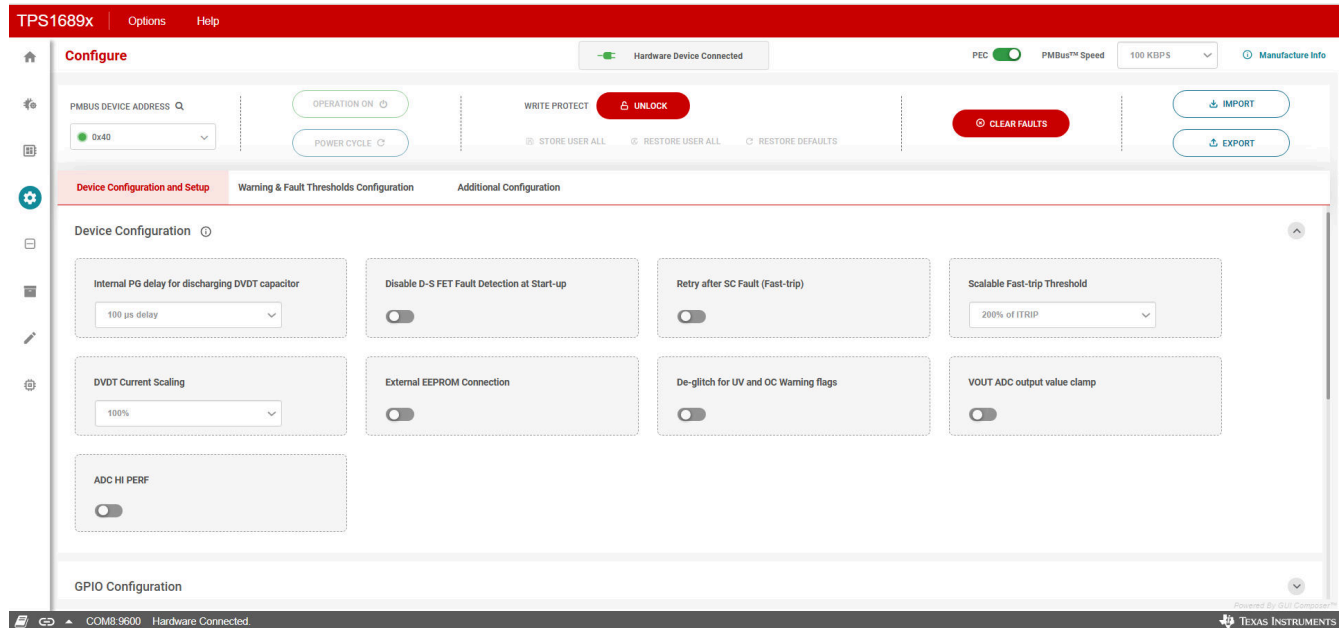 TPS1689x
Options
Help
Configure
Hardware Device Connected
PEC
PMBus™ Speed
100 KBPS
Manufacture Info
PMBUS DEVICE ADDRESS
0x40
OPERATION ON
POWER CYCLE
WRITE PROTECT
UNLOCK
STORE USER ALL
RESTORE USER ALL
RESTORE DEFAULTS
CLEAR FAULTS
IMPORT
EXPORT
Device Configuration and Setup
Warning & Fault Thresholds Configuration
Additional Configuration
Device Configuration
Internal PG delay for discharging DVDT capacitor
100 µs delay
Disable D-S FET Fault Detection at Start-up
Retry after SC Fault (Fast-trip)
Scalable Fast-trip Threshold
200% of ITRIP
DVDT Current Scaling
100%
External EEPROM Connection
De-glitch for UV and OC Warning flags
VOUT ADC output value clamp
ADC HI PERF
GPIO Configuration
Powered By GUI Composer™
COM8:9600
Hardware Connected.
TEXAS INSTRUMENTS